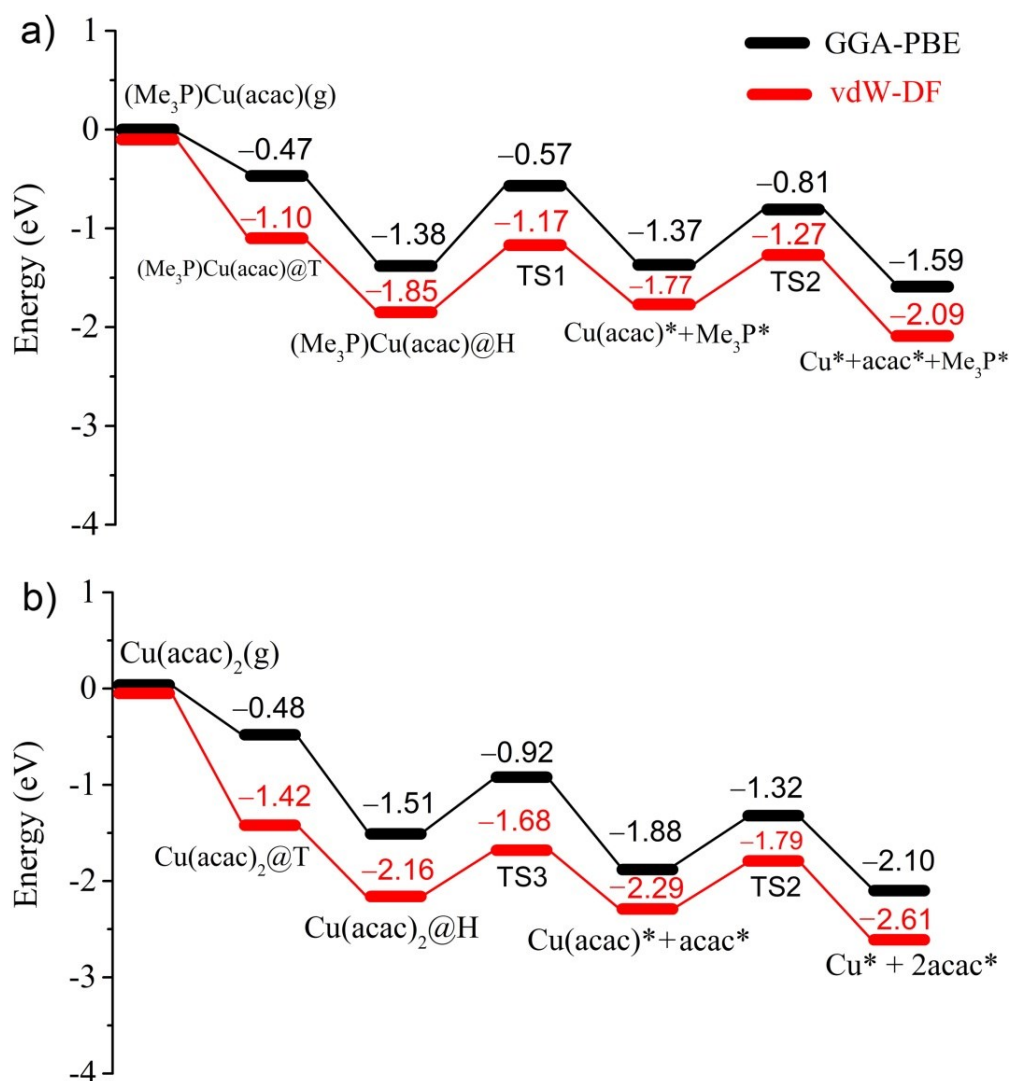 a)
GGA-PBE
vdW-DF
Energy (eV)
1
0
-1
-2
-3
-4
(Me₃P)Cu(acac)(g)
−0.47
−1.10
(Me₃P)Cu(acac)@T
−1.38
−1.85
(Me₃P)Cu(acac)@H
−0.57
−1.17
TS1
−1.37
−1.77
Cu(acac)*+Me₃P*
−0.81
−1.27
TS2
−1.59
−2.09
Cu*+acac*+Me₃P*
b)
Energy (eV)
1
0
-1
-2
-3
-4
Cu(acac)₂(g)
−0.48
−1.42
Cu(acac)₂@T
−1.51
−2.16
Cu(acac)₂@H
−0.92
−1.68
TS3
−1.88
−2.29
Cu(acac)*+acac*
−1.32
−1.79
TS2
−2.10
−2.61
Cu* + 2acac*